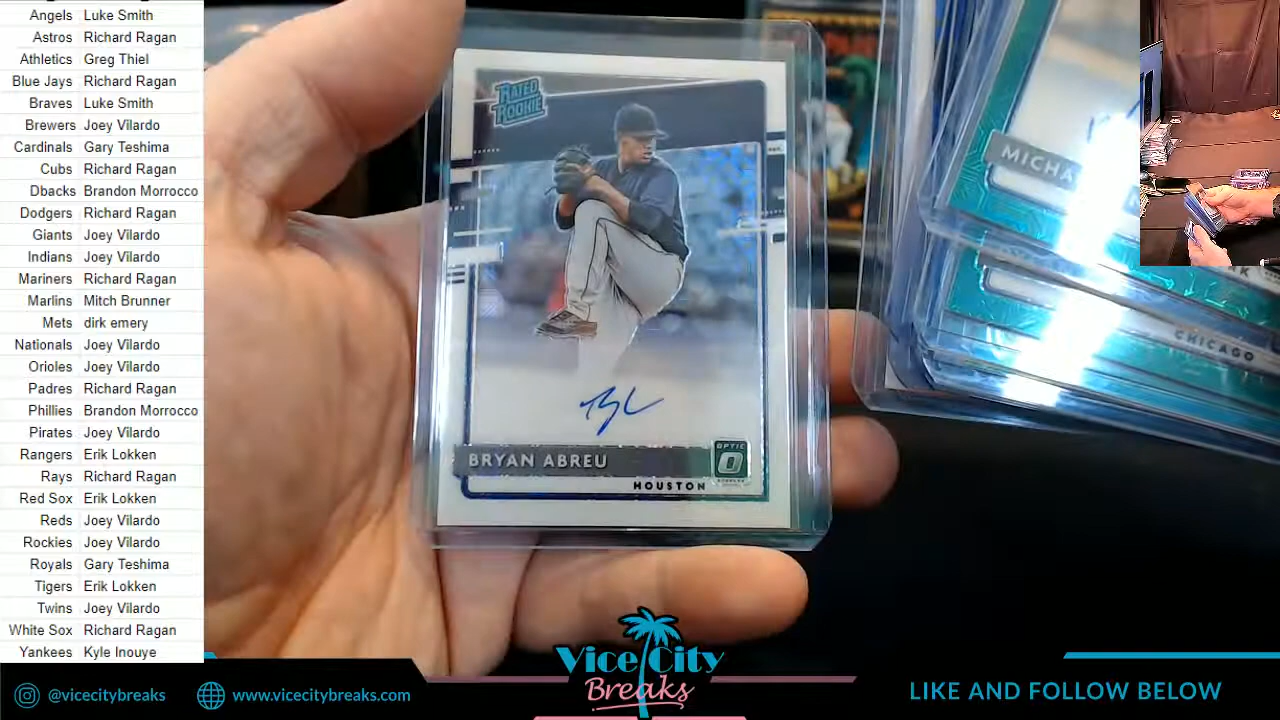 Angels Luke Smith
Astros Richard Ragan
Athletics Greg Thiel
Blue Jays Richard Ragan
Braves Luke Smith
Brewers Joey Vilardo
Cardinals Gary Teshima
Cubs Richard Ragan
Dbacks Brandon Morrocco
Dodgers Richard Ragan
Giants Joey Vilardo
Indians Joey Vilardo
Mariners Richard Ragan
Marlins Mitch Brunner
Mets dirk emery
Nationals Joey Vilardo
Orioles Joey Vilardo
Padres Richard Ragan
Phillies Brandon Morrocco
Pirates Joey Vilardo
Rangers Erik Lokken
Rays Richard Ragan
Red Sox Erik Lokken
Reds Joey Vilardo
Rockies Joey Vilardo
Royals Gary Teshima
Tigers Erik Lokken
Twins Joey Vilardo
White Sox Richard Ragan
Yankees Kyle Inouye
RATED
ROOKIE
BRYAN ABREU
OPTIC
HOUSTON
MICHA
CHICAGO
@vicecitybreaks
www.vicecitybreaks.com
Vice City
Breaks
LIKE AND FOLLOW BELOW